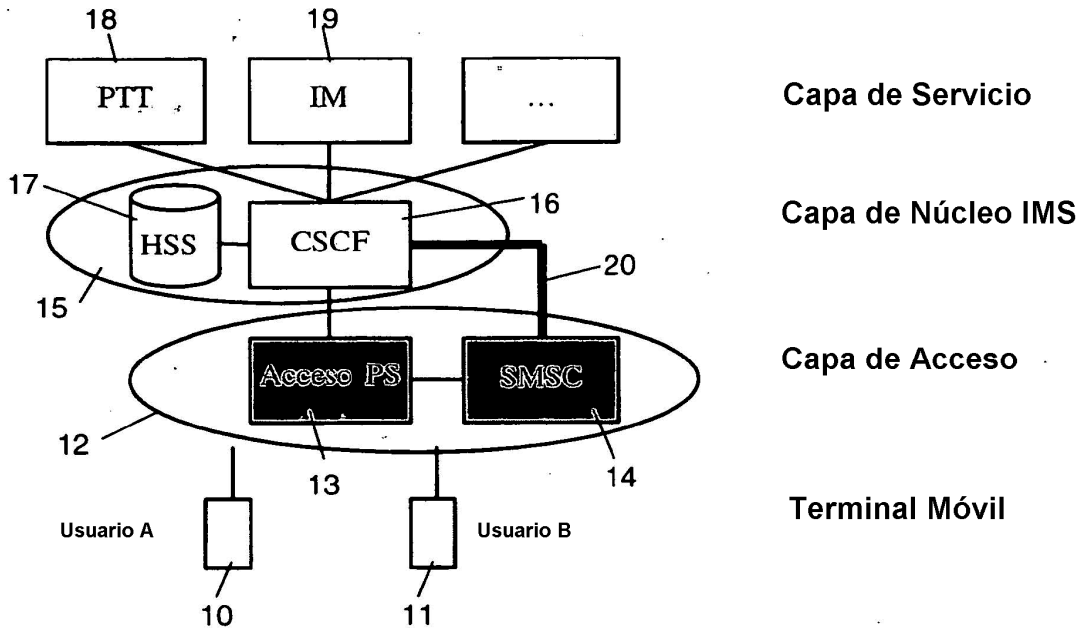 18
19
PTT
IM
...
Capa de Servicio
17
HSS
CSCF
16
Capa de Núcleo IMS
15
20
Acceso PS
SMSC
Capa de Acceso
12
13
14
Usuario A
Usuario B
Terminal Móvil
10
11